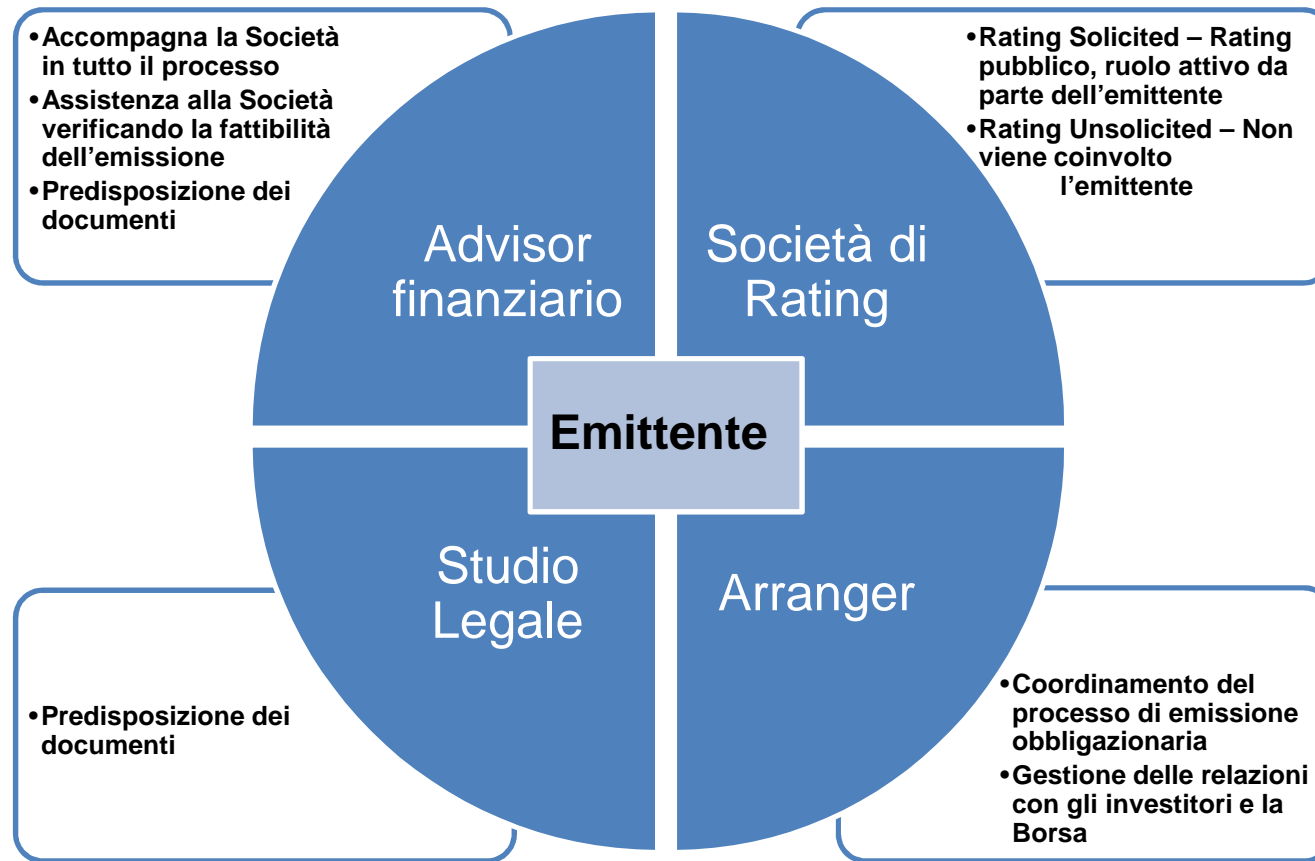 •Accompagna la Società
in tutto il processo
•Assistenza alla Società
verificando la fattibilità
dell’emissione
•Predisposizione dei
documenti
•Rating Solicited – Rating
pubblico, ruolo attivo da
parte dell’emittente
•Rating Unsolicited – Non
viene coinvolto
l’emittente
Advisor
finanziario
Società di
Rating
Emittente
Studio
Legale
Arranger
•Predisposizione dei
documenti
•Coordinamento del
processo di emissione
obbligazionaria
•Gestione delle relazioni
con gli investitori e la
Borsa